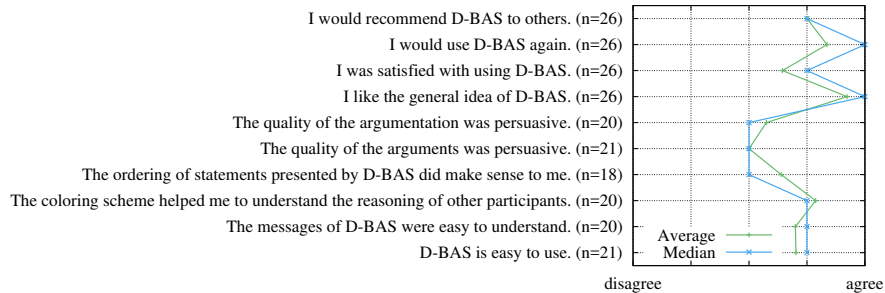 I would recommend D-BAS to others. (n=26)
I would use D-BAS again. (n=26)
I was satisfied with using D-BAS. (n=26)
I like the general idea of D-BAS. (n=26)
The quality of the argumentation was persuasive. (n=20)
The quality of the arguments was persuasive. (n=21)
The ordering of statements presented by D-BAS did make sense to me. (n=18)
The coloring scheme helped me to understand the reasoning of other participants. (n=20)
The messages of D-BAS were easy to understand. (n=20)
D-BAS is easy to use. (n=21)
Average
Median
disagree
agree